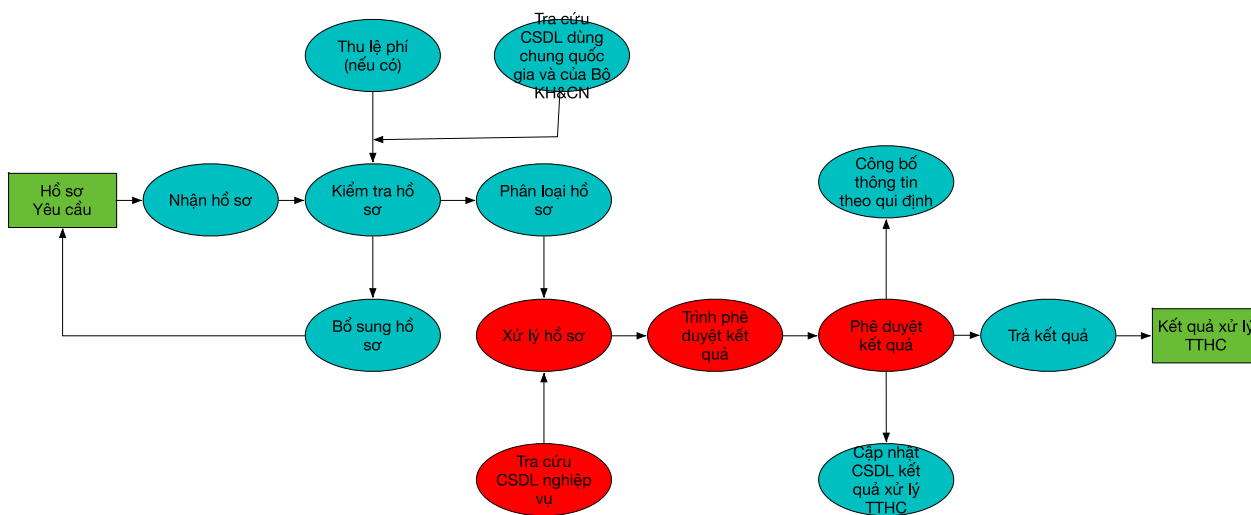 Thu lệ phí
(nếu có)
Tra cứu
CSDL dùng
chung quốc
gia và của Bộ
KH&CN
Hồ sơ
Yêu cầu
Nhận hồ sơ
Kiểm tra hồ
sơ
Phân loại hồ
sơ
Công bố
thông tin
theo qui định
Bổ sung hồ
sơ
Xử lý hồ sơ
Trình phê
duyệt kết
quả
Phê duyệt
kết quả
Trả kết quả
Kết quả xử lý
TTHC
Tra cứu
CSDL nghiệp
vụ
Cập nhật
CSDL kết
quả xử lý
TTHC